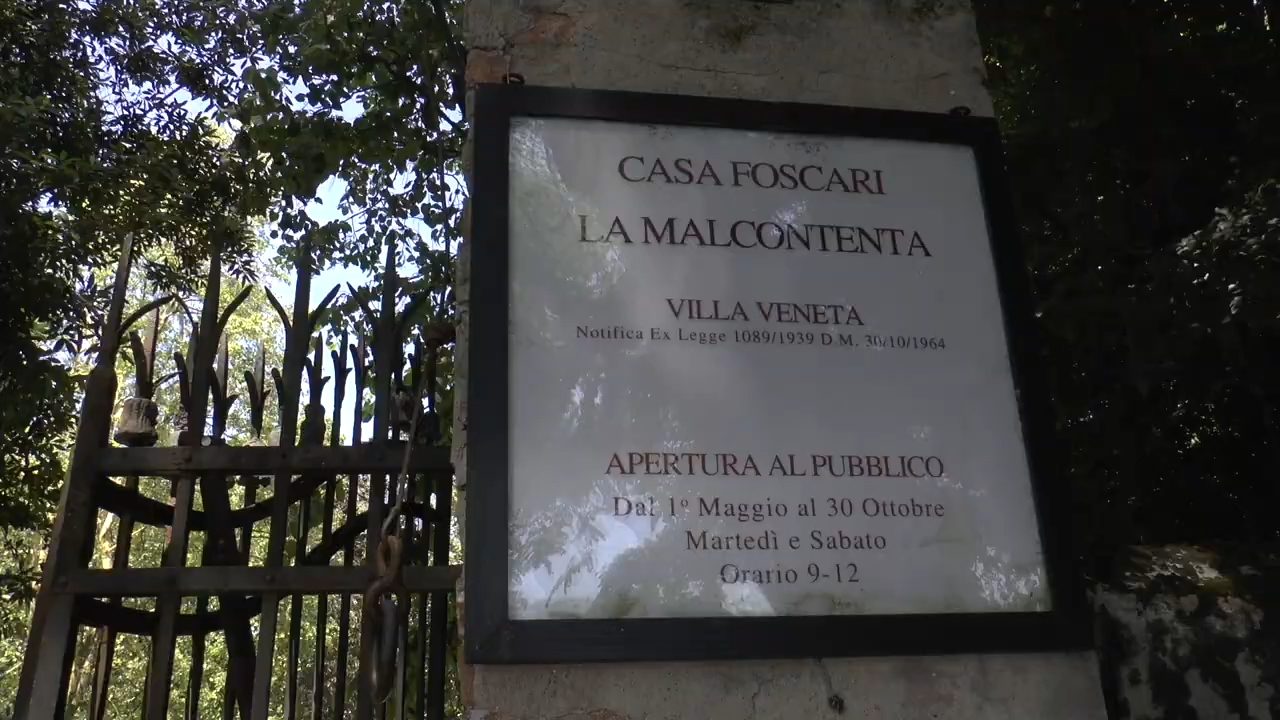 CASA FOSCARI
LA MALCONTENTA
VILLA VENETA
Notifica Ex Legge 1089/1939 D.M. 30/10/1964
APERTURA AL PUBBLICO
Dal 1º Maggio al 30 Ottobre
Martedì e Sabato
Orario 9-12